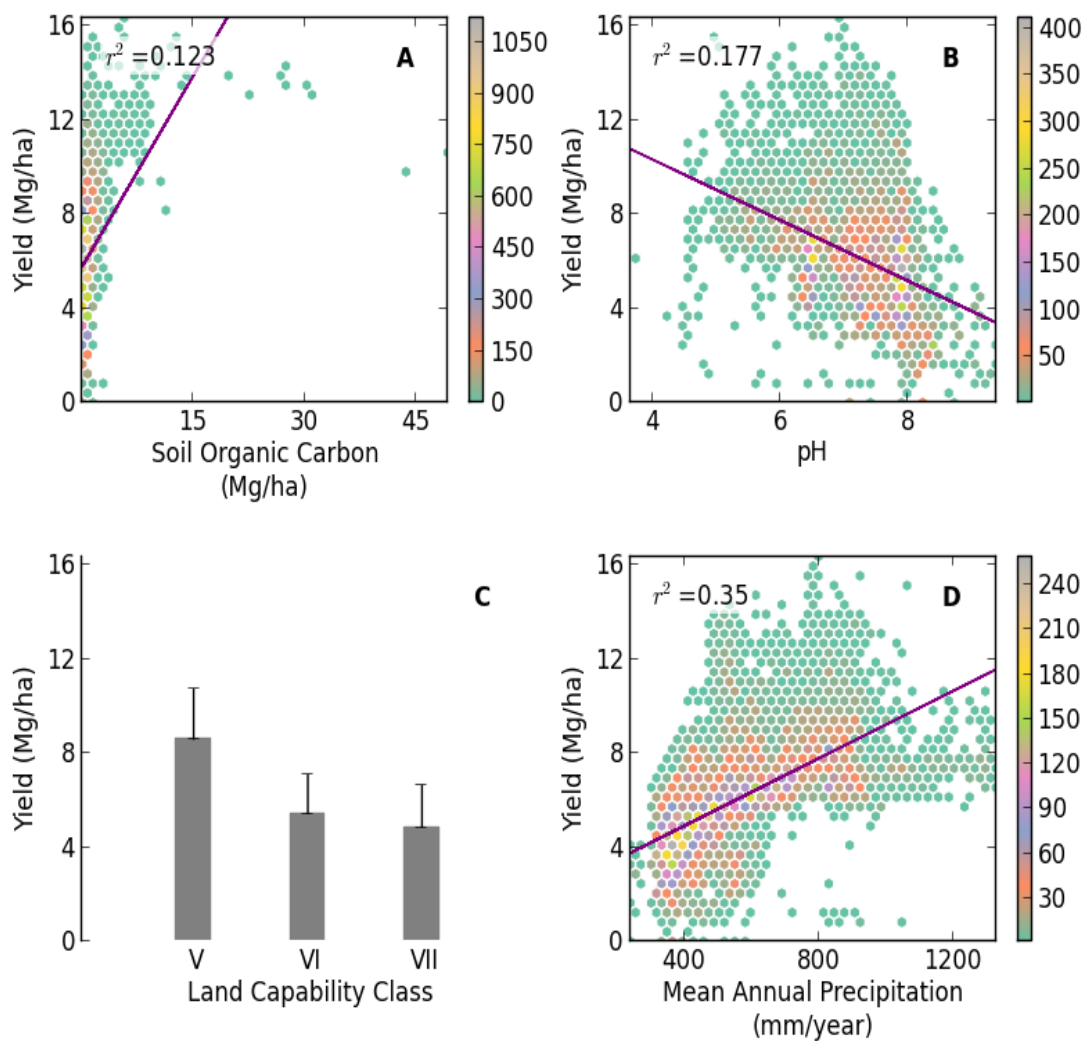 r² =0.123
A
Yield (Mg/ha)
0
4
8
12
16
15
30
45
Soil Organic Carbon
(Mg/ha)
0
150
300
450
600
750
900
1050
r² =0.177
B
Yield (Mg/ha)
0
4
8
12
16
4
6
8
pH
50
100
150
200
250
300
350
400
C
Yield (Mg/ha)
0
4
8
12
16
V
VI
VII
Land Capability Class
r² =0.35
D
Yield (Mg/ha)
0
4
8
12
16
400
800
1200
Mean Annual Precipitation
(mm/year)
30
60
90
120
150
180
210
240